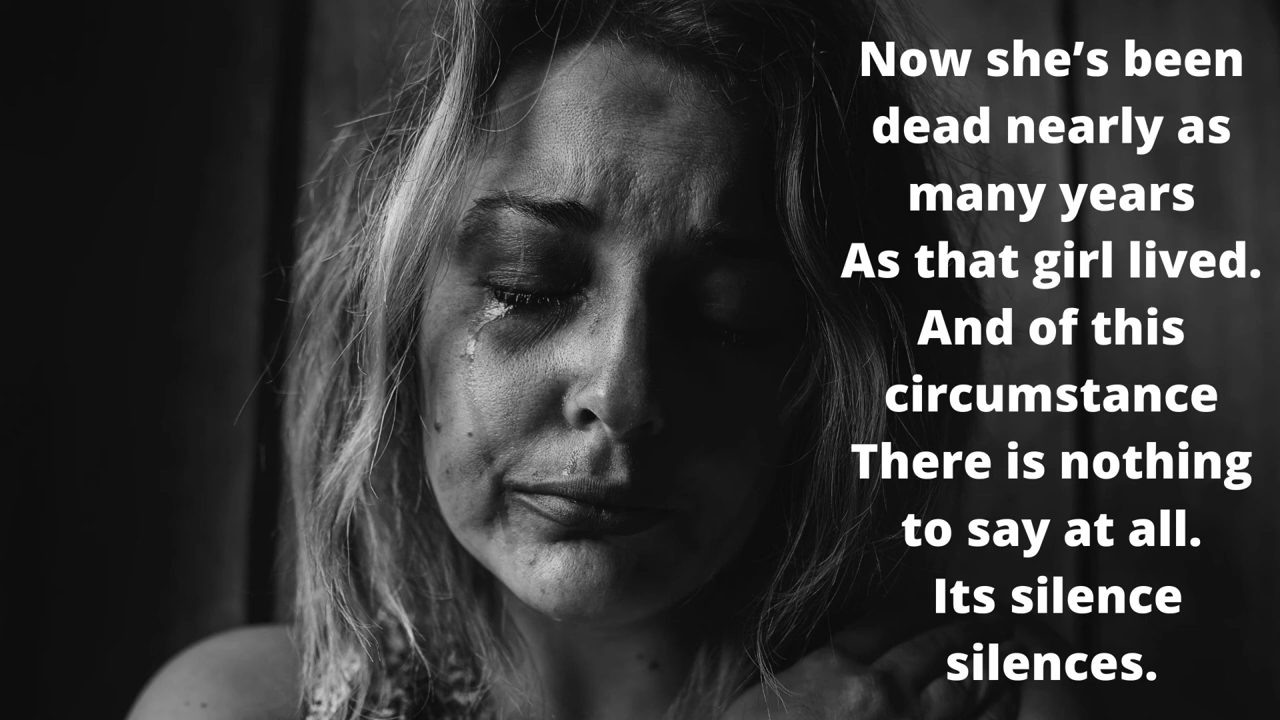 Now she’s been
dead nearly as
many years
As that girl lived.
And of this
circumstance
There is nothing
to say at all.
Its silence
silences.